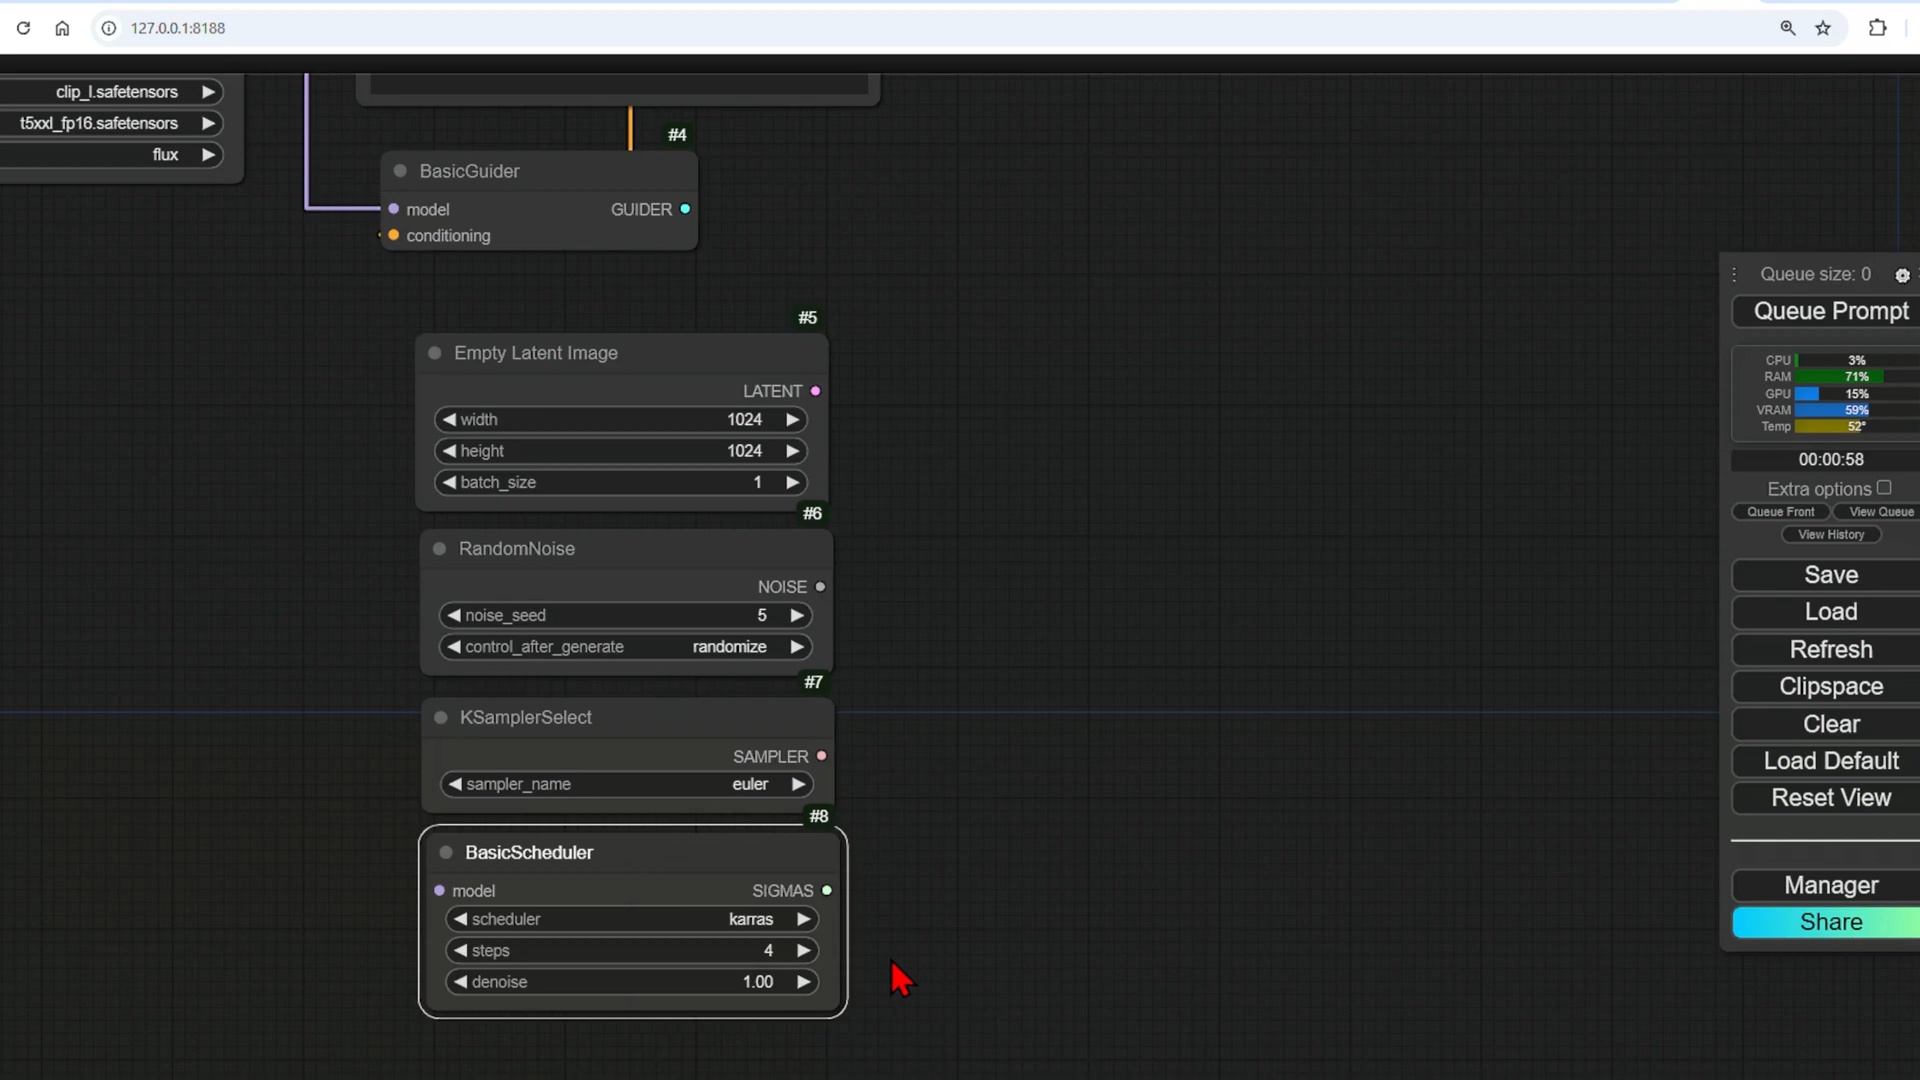 127.0.0.1:8188
clip_l.safetensors
t5xxl_fp16.safetensors
flux
#4
BasicGuider
model GUIDER
conditioning
#5
Empty Latent Image
LATENT
width 1024
height 1024
batch_size 1
#6
RandomNoise
NOISE
noise_seed 5
control_after_generate randomize
#7
KSamplerSelect
SAMPLER
sampler_name euler
#8
BasicScheduler
model SIGMAS
scheduler karras
steps 4
denoise 1.00
Queue size: 0
Queue Prompt
CPU 3%
RAM 71%
GPU 15%
VRAM 59%
Temp 52°
00:00:58
Extra options
Queue Front View Queue
View History
Save
Load
Refresh
Clipspace
Clear
Load Default
Reset View
Manager
Share